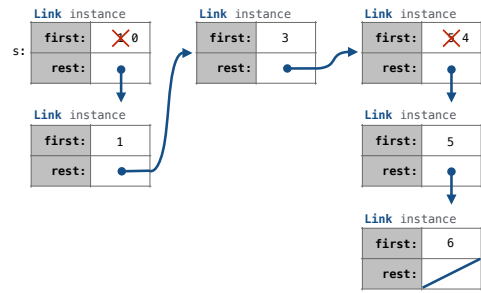 Link instance
s:
first: 1 0
rest:
Link instance
first: 1
rest:
Link instance
first: 3
rest:
Link instance
first: 5 4
rest:
Link instance
first: 5
rest:
Link instance
first: 6
rest: